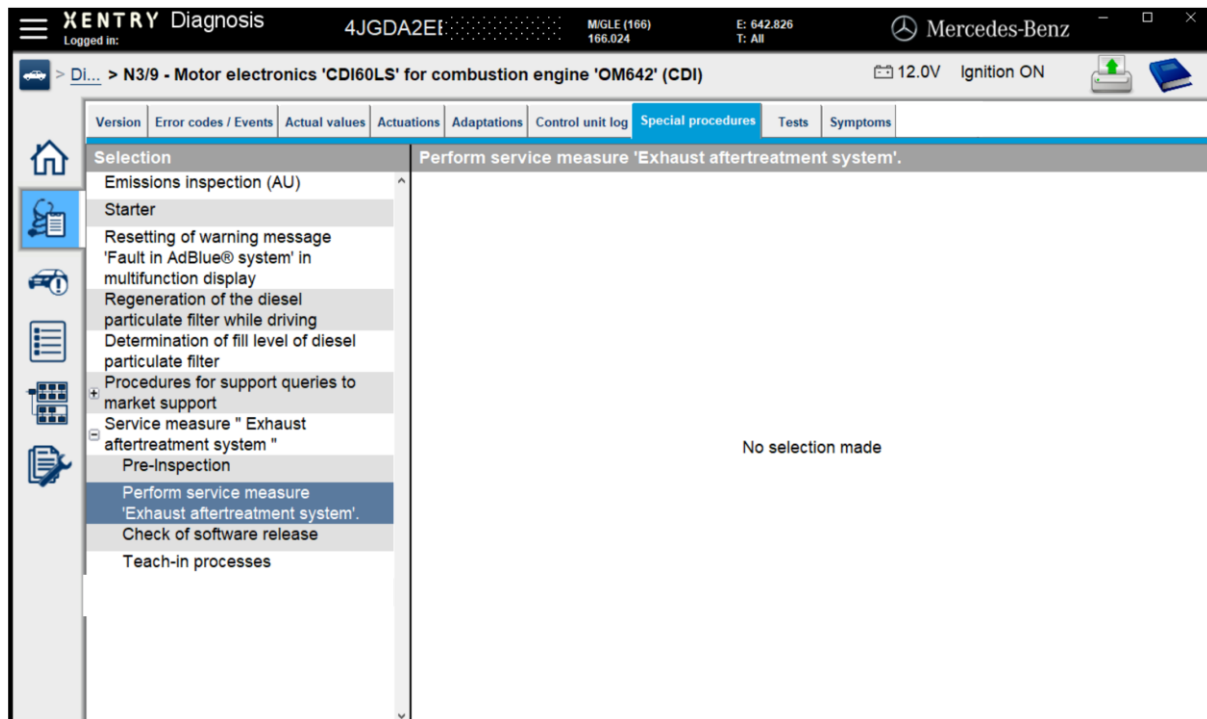 XENTRY Diagnosis
Logged in:
4JGDA2E
M/GLE (166)
166.024
E: 642.826
T: All
Mercedes-Benz
> Di... > N3/9 - Motor electronics 'CDI60LS' for combustion engine 'OM642' (CDI)
12.0V Ignition ON
Version Error codes / Events Actual values Actuations Adaptations Control unit log Special procedures Tests Symptoms
Selection
Emissions inspection (AU)
Starter
Resetting of warning message
'Fault in AdBlue® system' in
multifunction display
Regeneration of the diesel
particulate filter while driving
Determination of fill level of diesel
particulate filter
Procedures for support queries to
market support
Service measure " Exhaust
aftertreatment system "
Pre-Inspection
Perform service measure
'Exhaust aftertreatment system'.
Check of software release
Teach-in processes
Perform service measure 'Exhaust aftertreatment system'.
No selection made